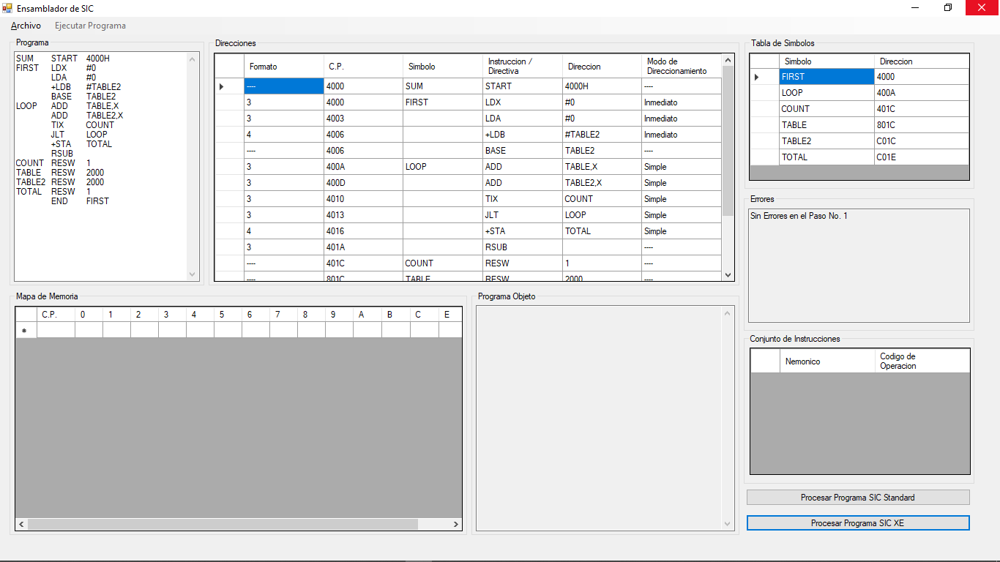 Ensamblador de SIC
Archivo Ejecutar Programa
Programa
SUM START 4000H
FIRST LDX #0
LDA #0
+LDB #TABLE2
BASE TABLE2
LOOP ADD TABLE,X
ADD TABLE2,X
TIX COUNT
JLT LOOP
+STA TOTAL
RSUB
COUNT RESW 1
TABLE RESW 2000
TABLE2 RESW 2000
TOTAL RESW 1
END FIRST
Direcciones
Formato C.P. Simbolo Instruccion / Directiva Direccion Modo de Direccionamiento
---- 4000 SUM START 4000H ----
3 4000 FIRST LDX #0 Inmediato
3 4003 LDA #0 Inmediato
4 4006 +LDB #TABLE2 Inmediato
---- 4006 BASE TABLE2 ----
3 400A LOOP ADD TABLE,X Simple
3 400D ADD TABLE2,X Simple
3 4010 TIX COUNT Simple
3 4013 JLT LOOP Simple
4 4016 +STA TOTAL Simple
3 401A RSUB ----
---- 401C COUNT RESW 1 ----
---- 801C TABLE RESW 2000 ----
Tabla de Simbolos
Simbolo Direccion
FIRST 4000
LOOP 400A
COUNT 401C
TABLE 801C
TABLE2 C01C
TOTAL C01E
Errores
Sin Errores en el Paso No. 1
Mapa de Memoria
C.P. 0 1 2 3 4 5 6 7 8 9 A B C E
Programa Objeto
Conjunto de Instrucciones
Nemonico Codigo de Operacion
Procesar Programa SIC Standard
Procesar Programa SIC XE